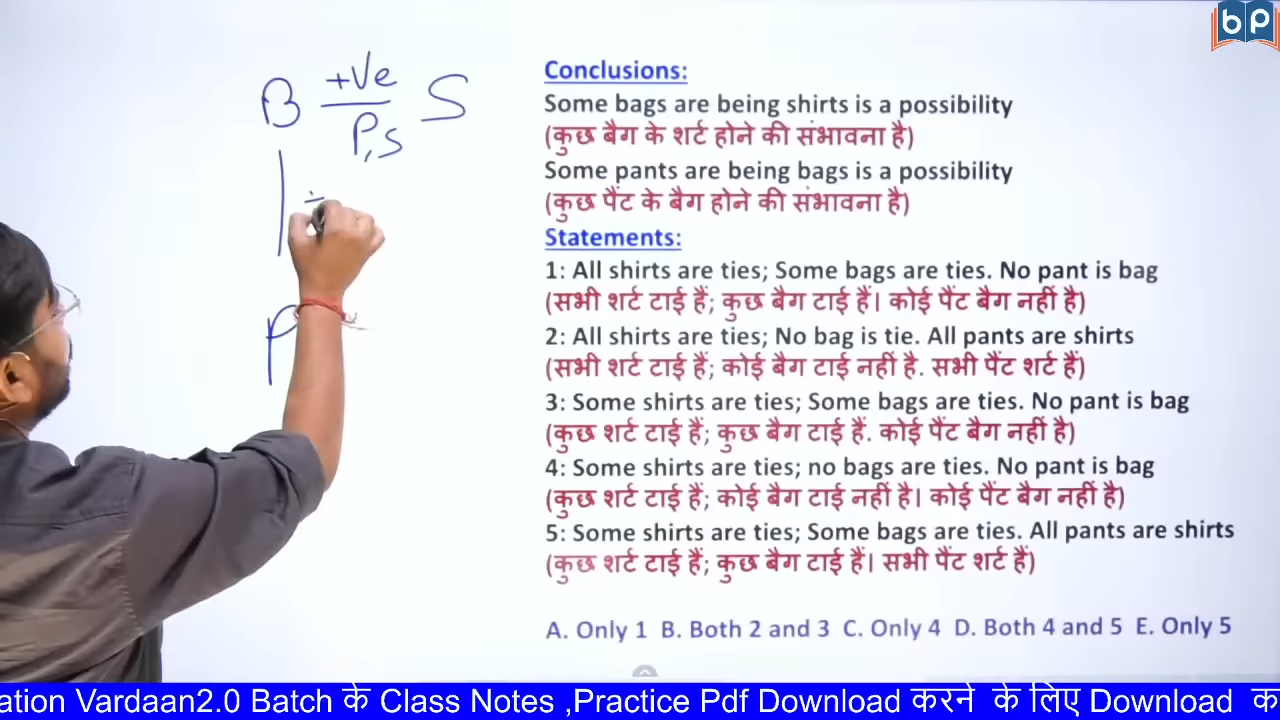 bp
B +ve S
P,S
P
Conclusions:
Some bags are being shirts is a possibility
(कुछ बैग के शर्ट होने की संभावना है)
Some pants are being bags is a possibility
(कुछ पैंट के बैग होने की संभावना है)
Statements:
1: All shirts are ties; Some bags are ties. No pant is bag
(सभी शर्ट टाई हैं; कुछ बैग टाई हैं। कोई पैंट बैग नहीं है)
2: All shirts are ties; No bag is tie. All pants are shirts
(सभी शर्ट टाई हैं; कोई बैग टाई नहीं है. सभी पैंट शर्ट हैं)
3: Some shirts are ties; Some bags are ties. No pant is bag
(कुछ शर्ट टाई हैं; कुछ बैग टाई हैं. कोई पैंट बैग नहीं है)
4: Some shirts are ties; no bags are ties. No pant is bag
(कुछ शर्ट टाई हैं; कोई बैग टाई नहीं है। कोई पैंट बैग नहीं है)
5: Some shirts are ties; Some bags are ties. All pants are shirts
(कुछ शर्ट टाई हैं; कुछ बैग टाई हैं। सभी पैंट शर्ट हैं)
A. Only 1 B. Both 2 and 3 C. Only 4 D. Both 4 and 5 E. Only 5
ation Vardaan2.0 Batch के Class Notes ,Practice Pdf Download करने के लिए Download क